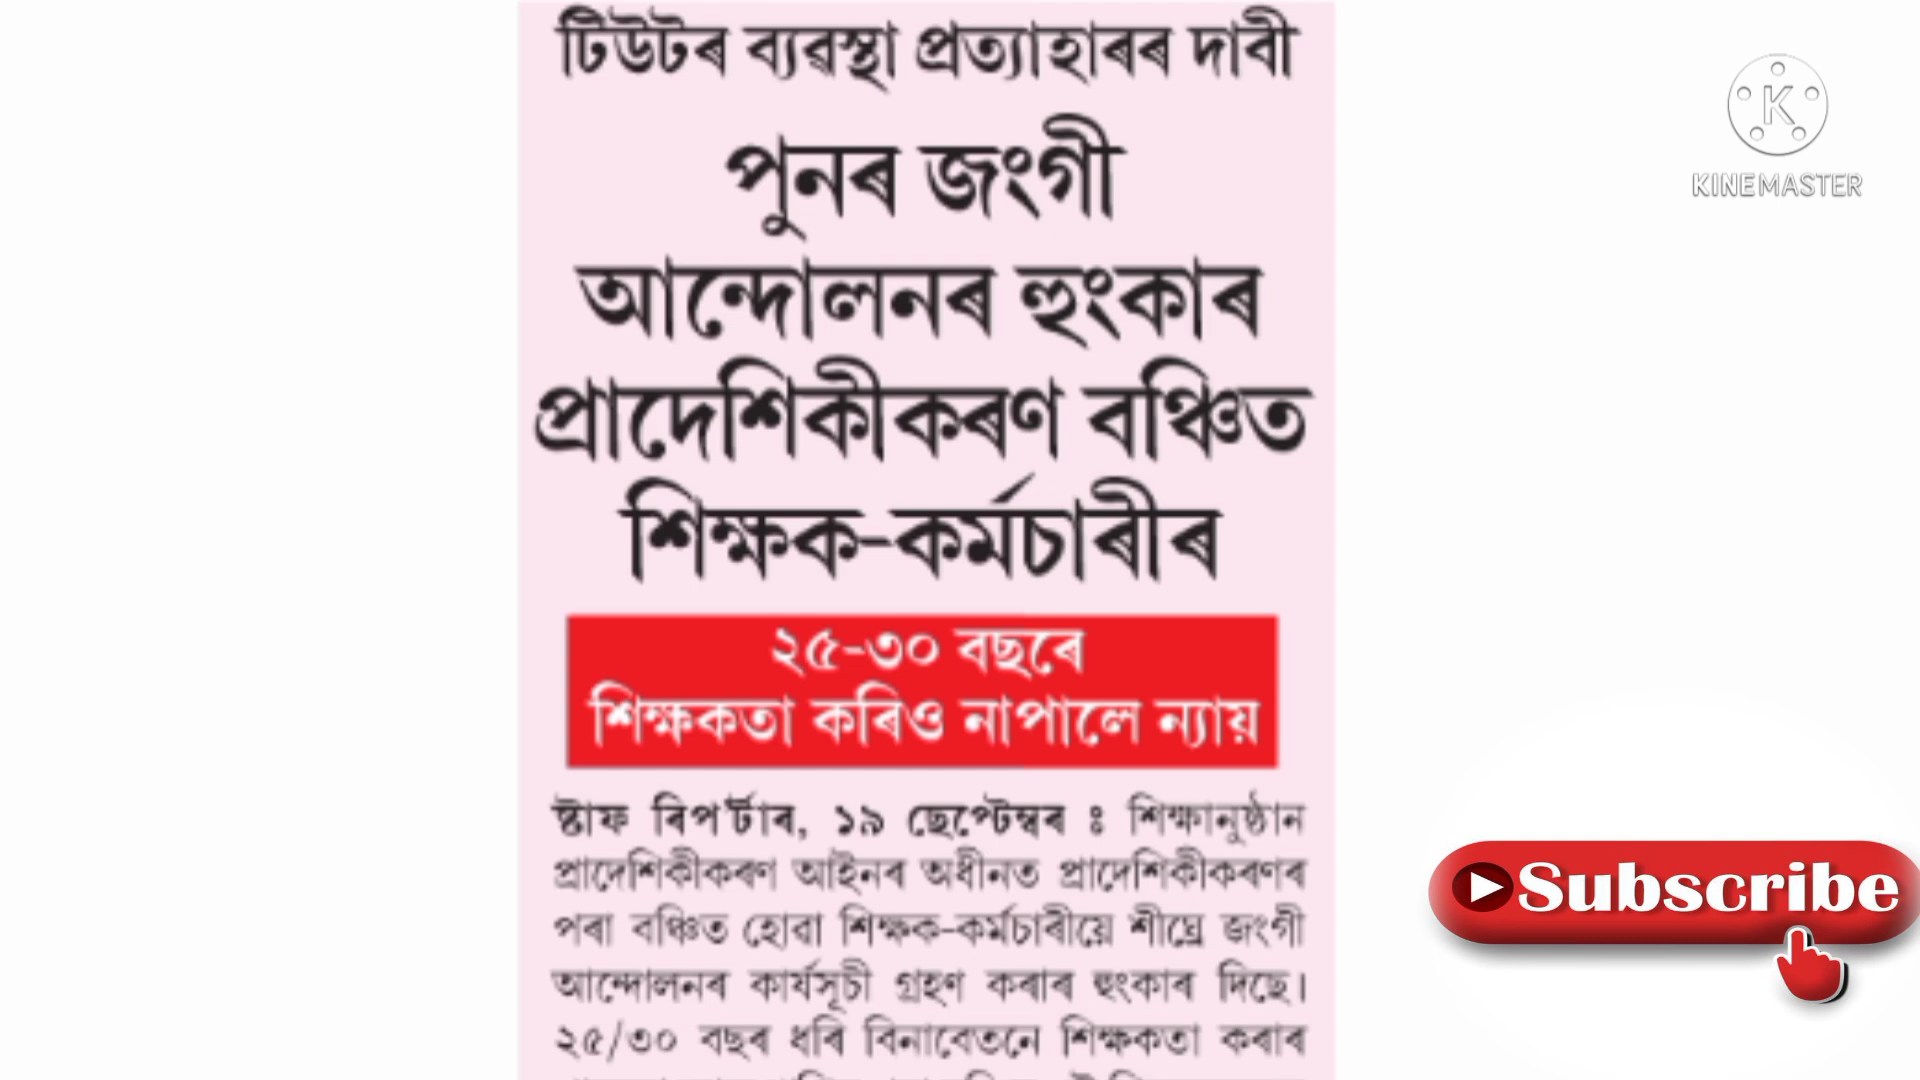 টিউটৰ ব্যৱস্থা প্ৰত্যাহাৰৰ দাবী
পুনৰ জংগী
আন্দোলনৰ হুংকাৰ
প্ৰাদেশিকীকৰণ বঞ্চিত
শিক্ষক-কৰ্মচাৰীৰ
২৫-৩০ বছৰে
শিক্ষকতা কৰিও নাপালে ন্যায়
ষ্টাফ ৰিপৰ্টাৰ, ১৯ ছেপ্টেম্বৰ ঃ শিক্ষানুষ্ঠান
প্ৰাদেশিকীকৰণ আইনৰ অধীনত প্ৰাদেশিকীকৰণৰ
পৰা বঞ্চিত হোৱা শিক্ষক-কৰ্মচাৰীয়ে শীঘ্ৰে জংগী
আন্দোলনৰ কাৰ্যসূচী গ্ৰহণ কৰাৰ হুংকাৰ দিছে।
২৫/৩০ বছৰ ধৰি বিনাবেতনে শিক্ষকতা কৰাৰ
KINEMASTER
Subscribe